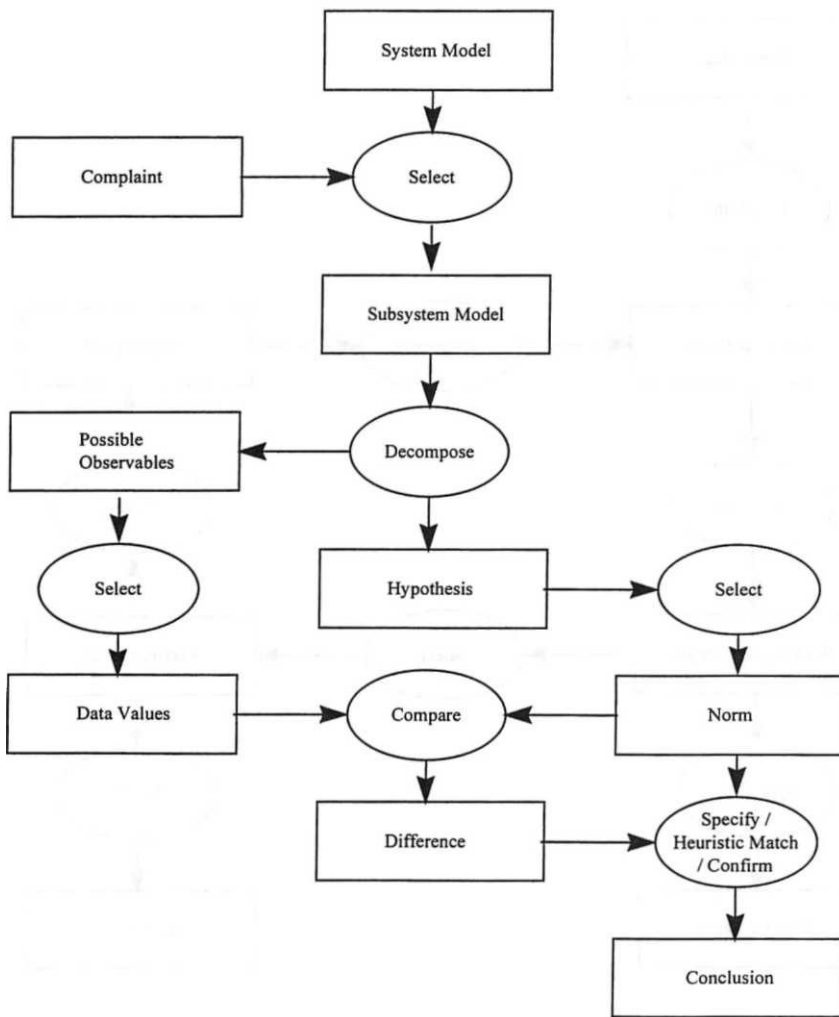 System Model
Complaint
Select
Subsystem Model
Possible
Observables
Decompose
Select
Hypothesis
Select
Data Values
Compare
Norm
Difference
Specify /
Heuristic Match
/ Confirm
Conclusion